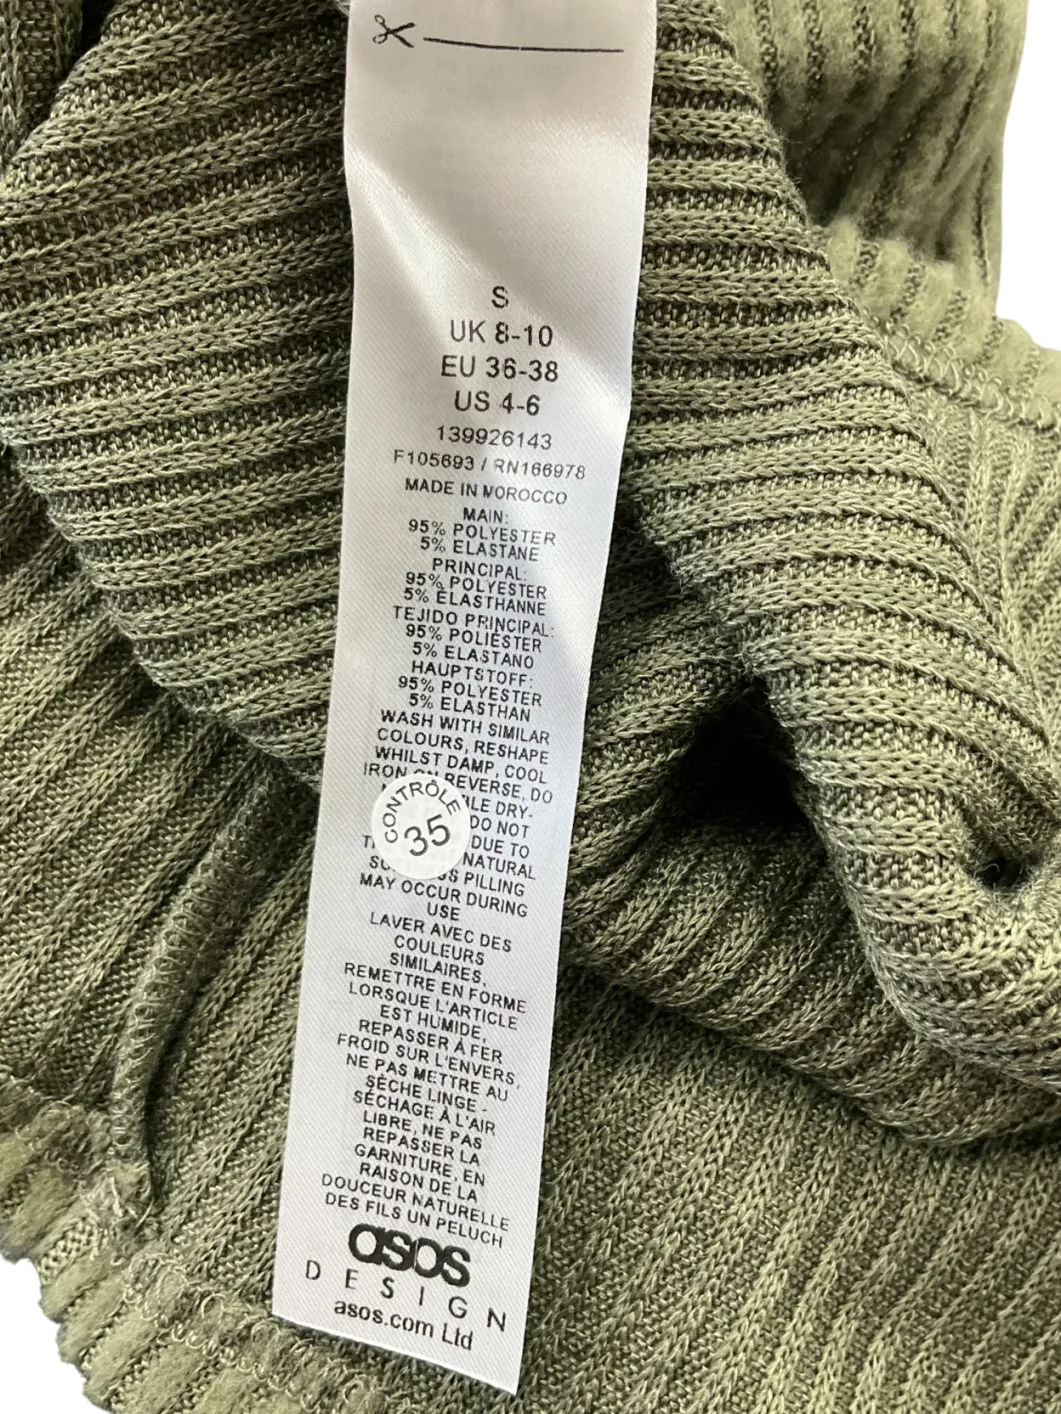 S
UK 8-10
EU 36-38
US 4-6
139926143
F105693 / RN166978
MADE IN MOROCCO
MAIN:
95% POLYESTER
5% ELASTANE
PRINCIPAL:
95% POLYESTER
5% ÉLASTHANNE
TEJIDO PRINCIPAL:
95% POLIÉSTER
5% ELASTANO
HAUPTSTOFF:
95% POLYESTER
5% ELASTHAN
WASH WITH SIMILAR
COLOURS, RESHAPE
WHILST DAMP, COOL
IRON ON REVERSE, DO
DRY-
DO NOT
DUE TO
NATURAL
PILLING
MAY OCCUR DURING
USE
CONTRÔLE
35
LAVER AVEC DES
COULEURS
SIMILAIRES,
REMETTRE EN FORME
LORSQUE L'ARTICLE
EST HUMIDE,
REPASSER À FER
FROID SUR L'ENVERS,
NE PAS METTRE AU
SÈCHE LINGE -
SÉCHAGE À L'AIR
LIBRE, NE PAS
REPASSER LA
GARNITURE, EN
RAISON DE LA
DOUCEUR NATURELLE
DES FILS UN PELUCH
asos
DESIGN
asos.com Ltd